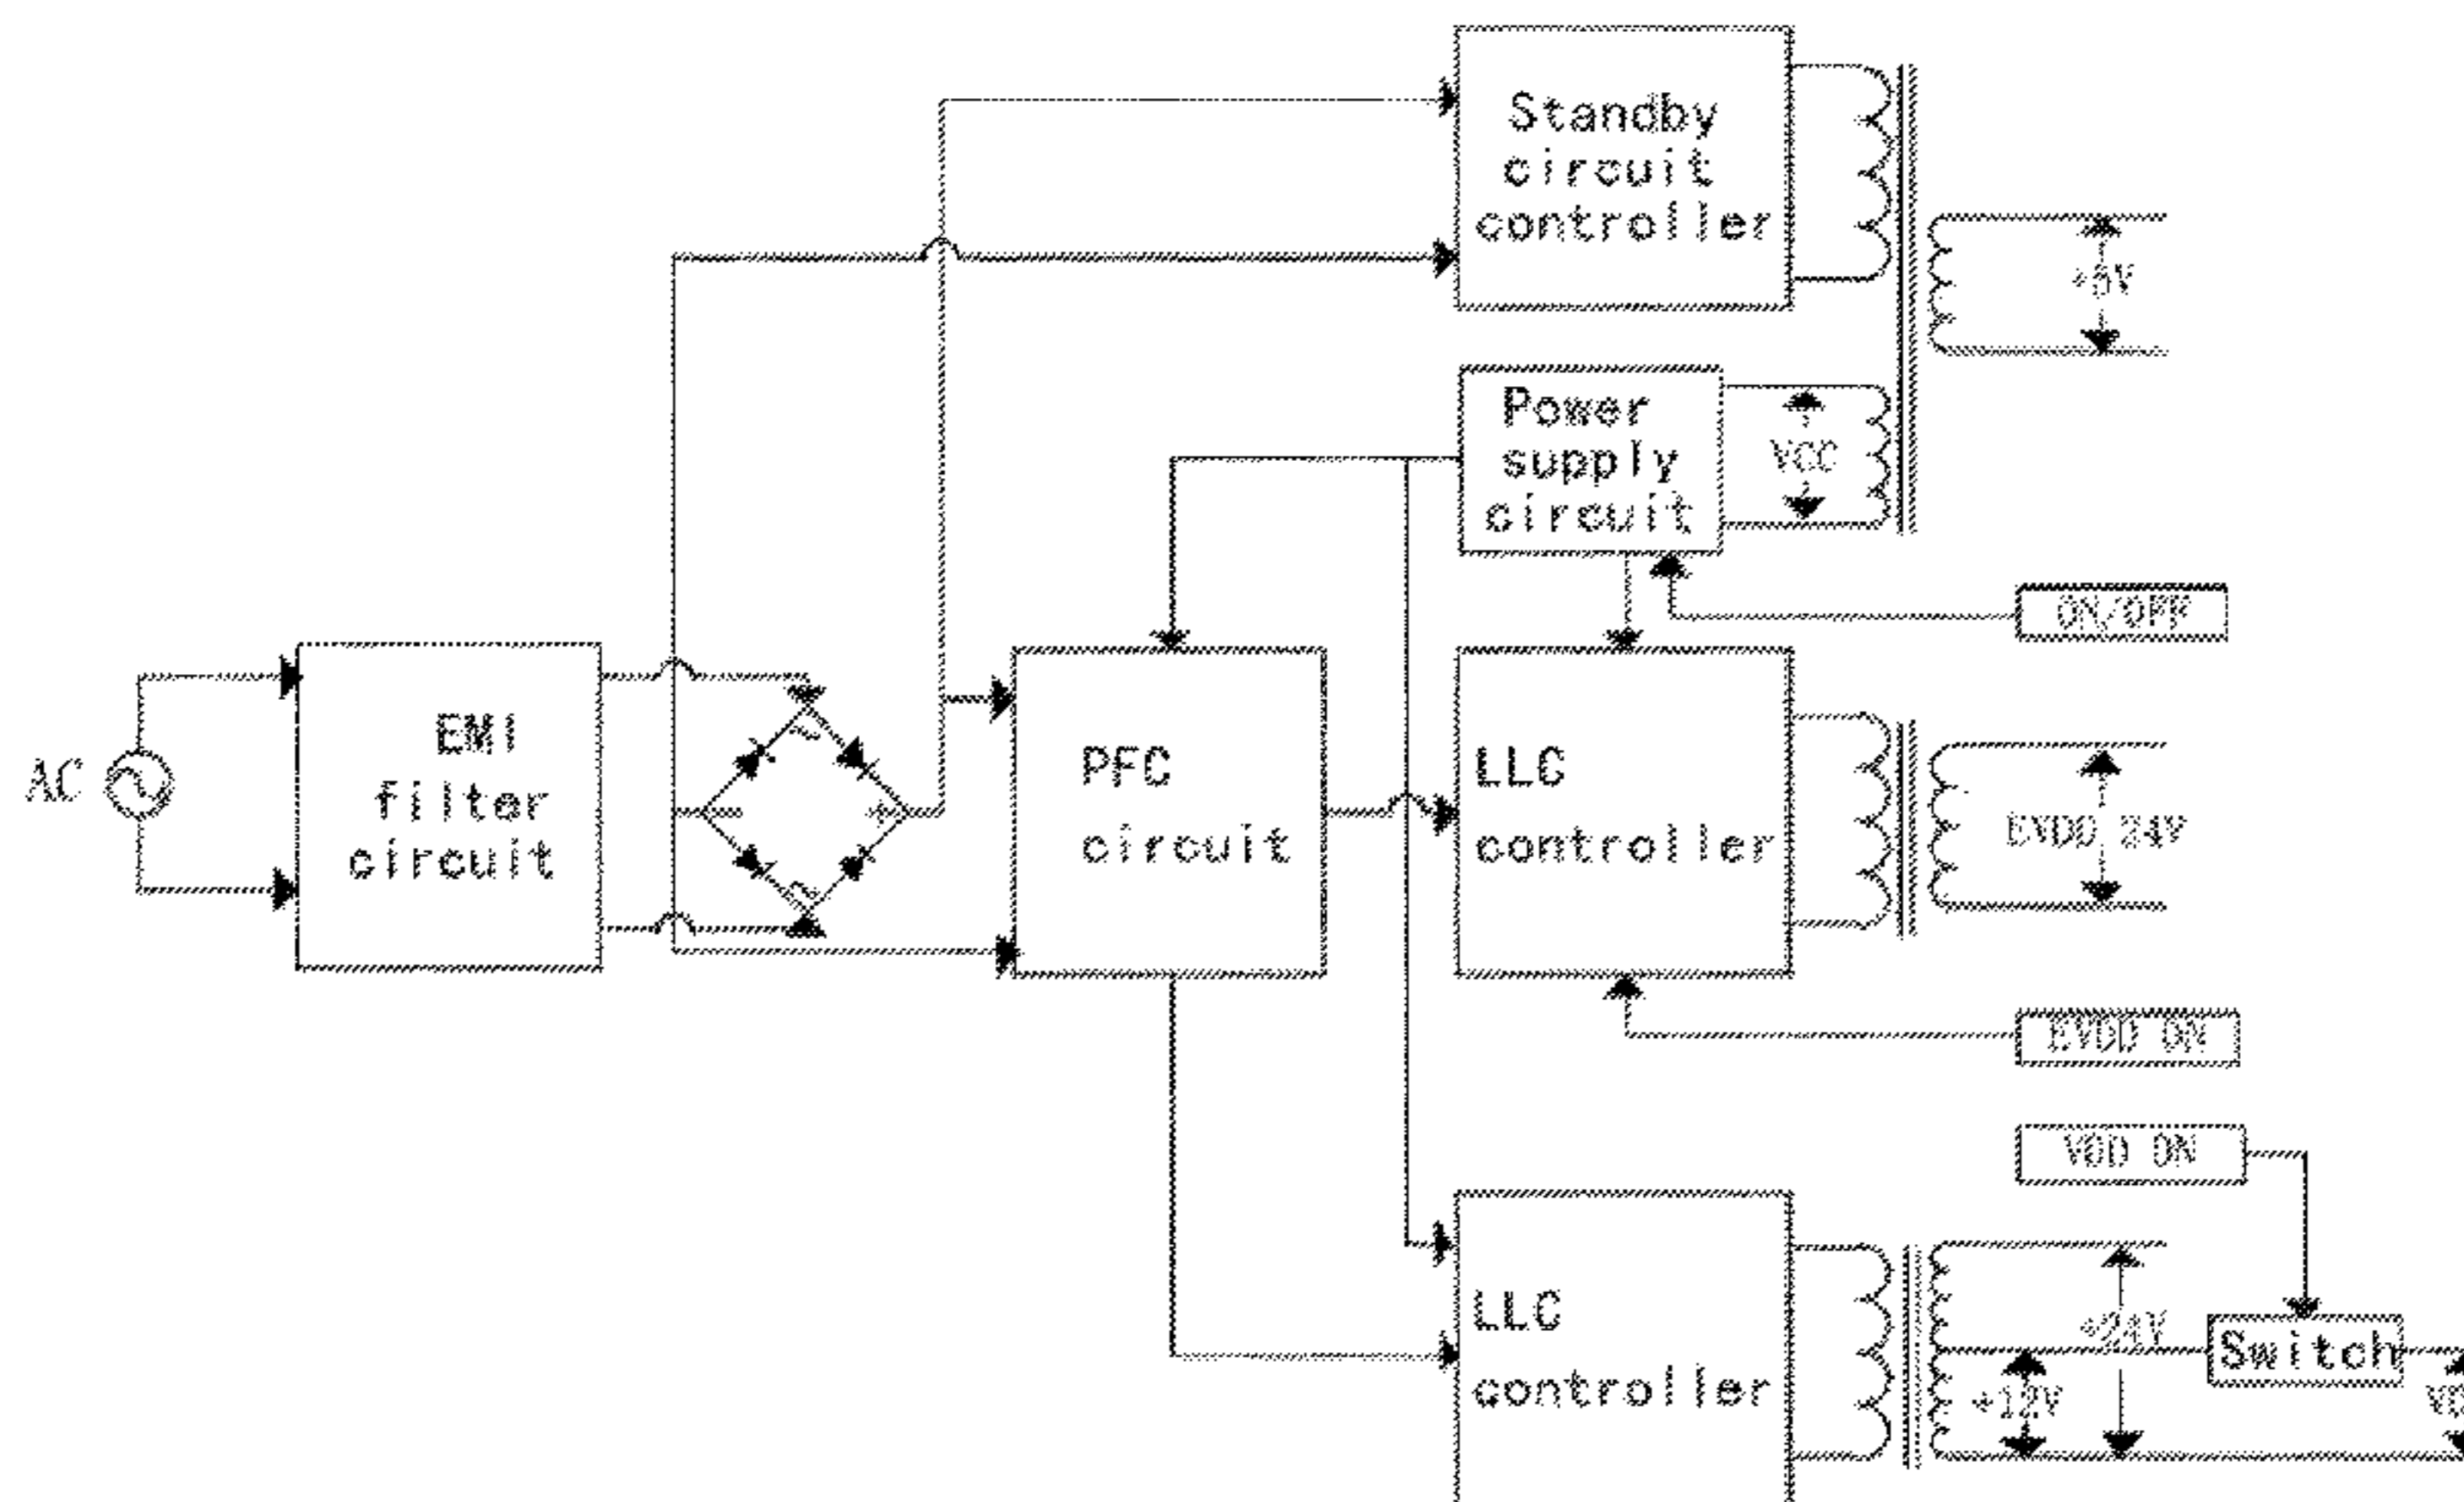 Standby
circuit
controller
+5V
Power
supply
circuit
VCC
ON/OFF
AC
EMI
filter
circuit
PFC
circuit
LLC
controller
EVDD 24V
EVDD ON
VDD ON
LLC
controller
+24V
+12V
Switch